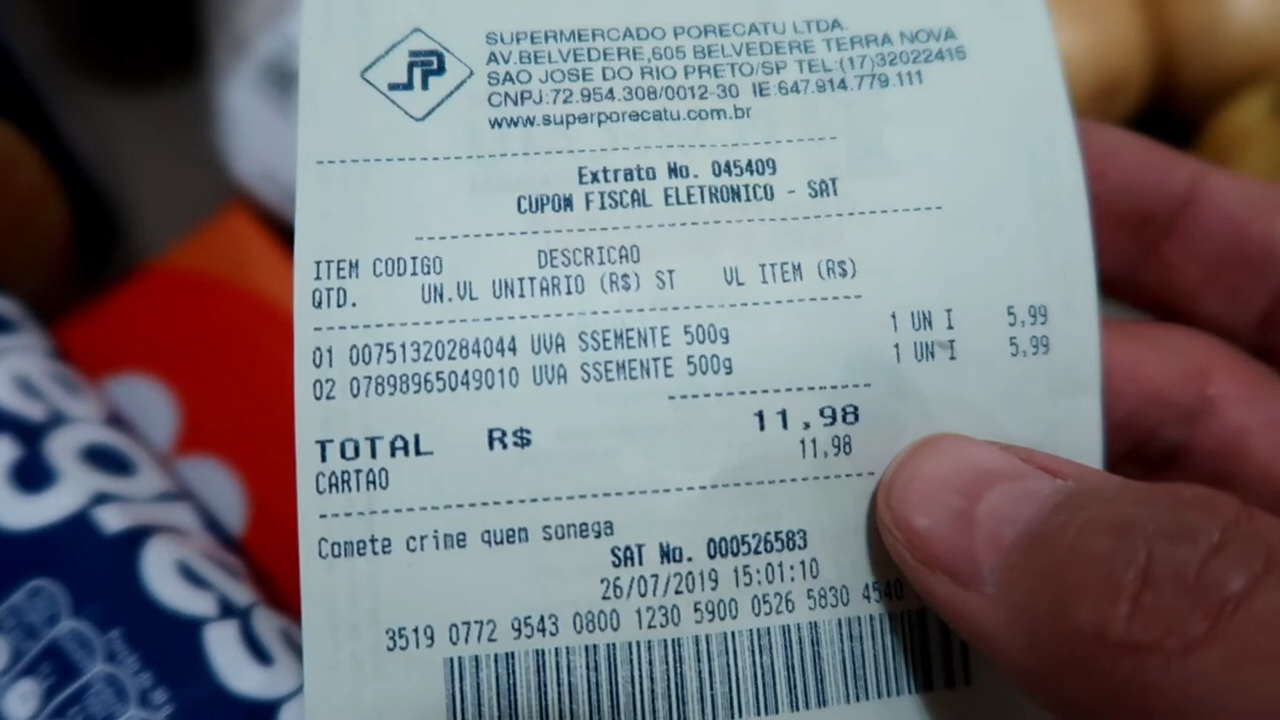 SUPERMERCADO PORECATU LTDA.
AV.BELVEDERE,605 BELVEDERE TERRA NOVA
SAO JOSE DO RIO PRETO/SP TEL:(17)32022416
CNPJ:72.954.308/0012-30 IE:647.914.779.111
www.superporecatu.com.br
Extrato No. 045409
CUPOM FISCAL ELETRONICO - SAT
ITEM CODIGO DESCRICAO
QTD. UN.VL UNITARIO (R$) ST VL ITEM (R$)
01 00751320284044 UVA SSEMENTE 500g 1 UN I 5,99
02 07898965049010 UVA SSEMENTE 500g 1 UN I 5,99
TOTAL R$ 11,98
CARTAO 11,98
Comete crime quem sonega
SAT No. 000526583
26/07/2019 15:01:10
3519 0772 9543 0800 1230 5900 0526 5830 4540